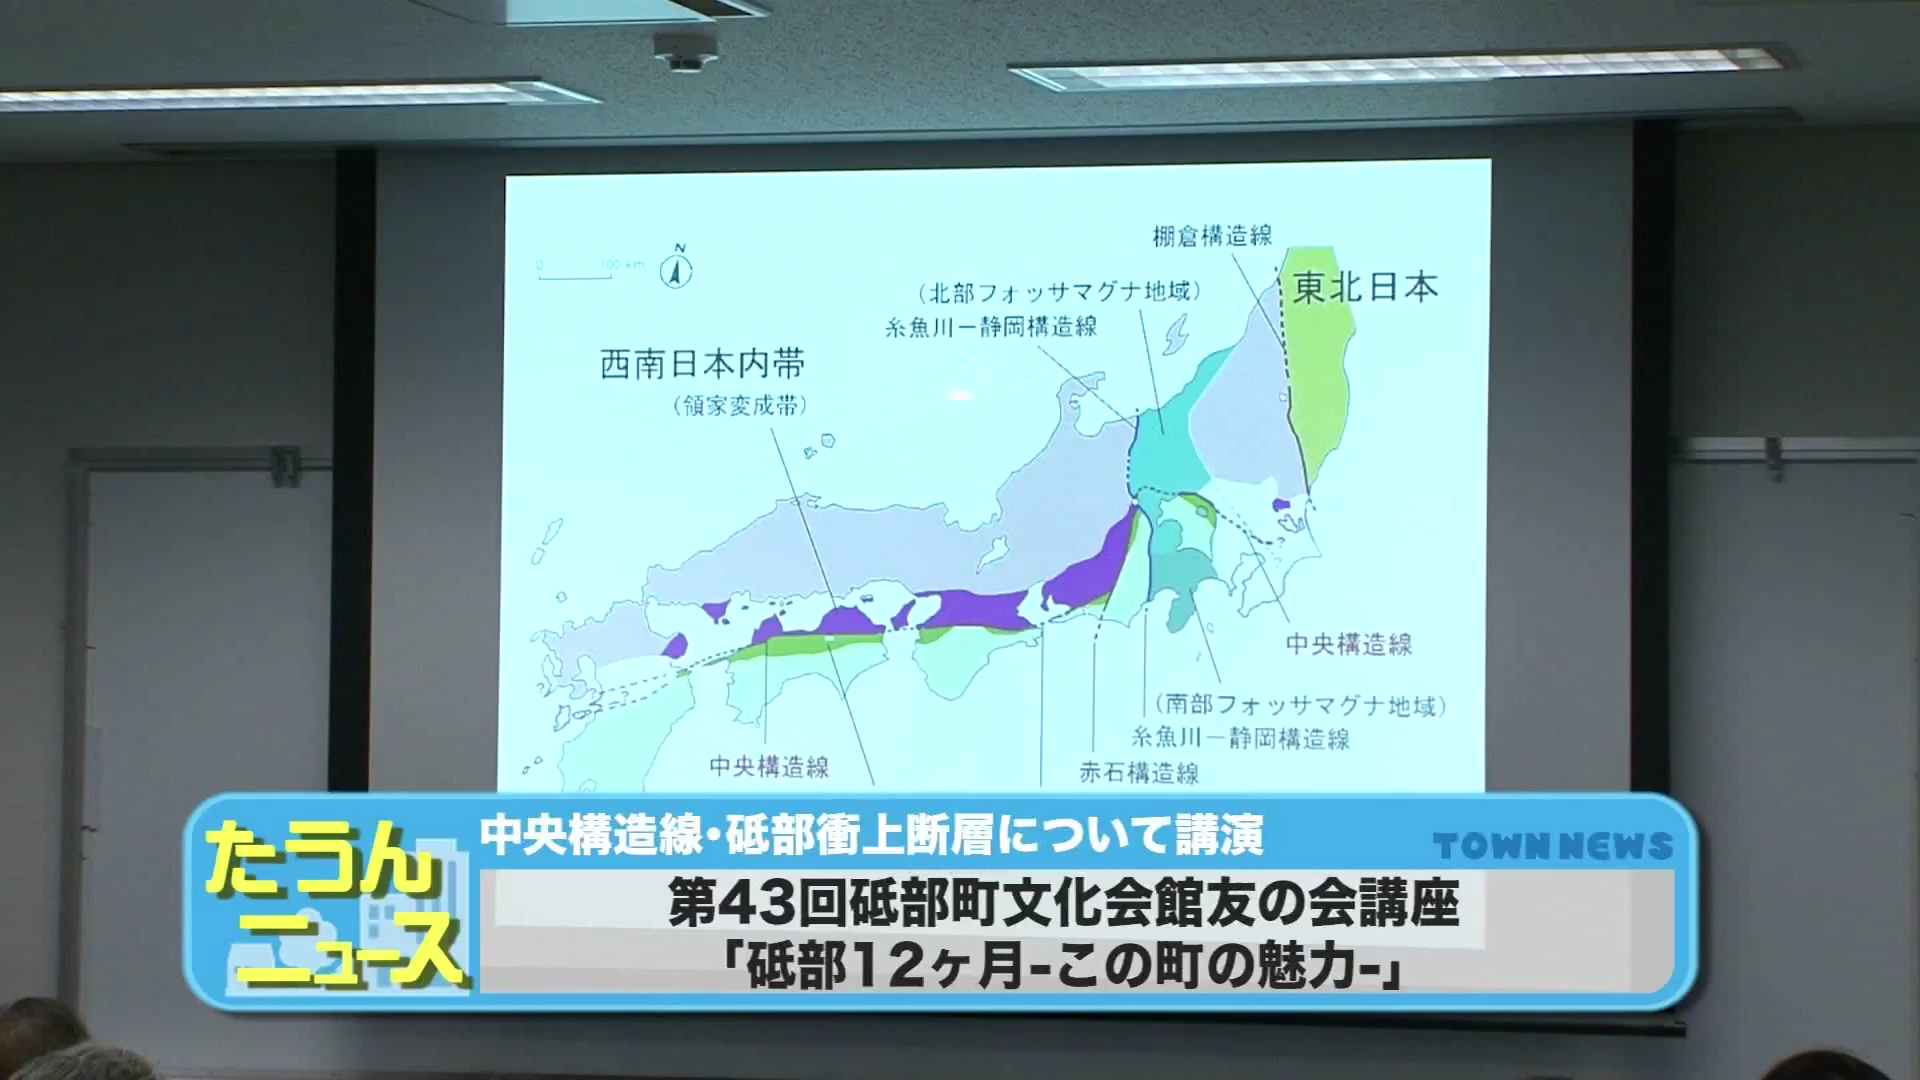 棚倉構造線
N
0 100 km
東北日本
(北部フォッサマグナ地域)
糸魚川－静岡構造線
西南日本内帯
(領家変成帯)
中央構造線
(南部フォッサマグナ地域)
糸魚川－静岡構造線
中央構造線
赤石構造線
たうん
ニュース
中央構造線・砥部衝上断層について講演
TOWN NEWS
第43回砥部町文化会館友の会講座
「砥部12ヶ月-この町の魅力-」